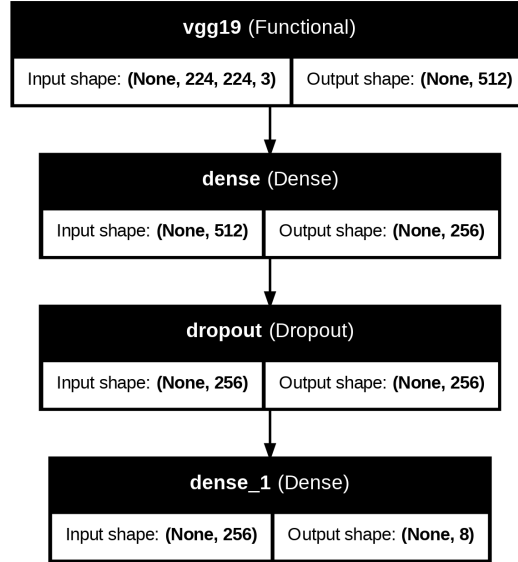 vgg19 (Functional)
Input shape: (None, 224, 224, 3) Output shape: (None, 512)
dense (Dense)
Input shape: (None, 512) Output shape: (None, 256)
dropout (Dropout)
Input shape: (None, 256) Output shape: (None, 256)
dense_1 (Dense)
Input shape: (None, 256) Output shape: (None, 8)